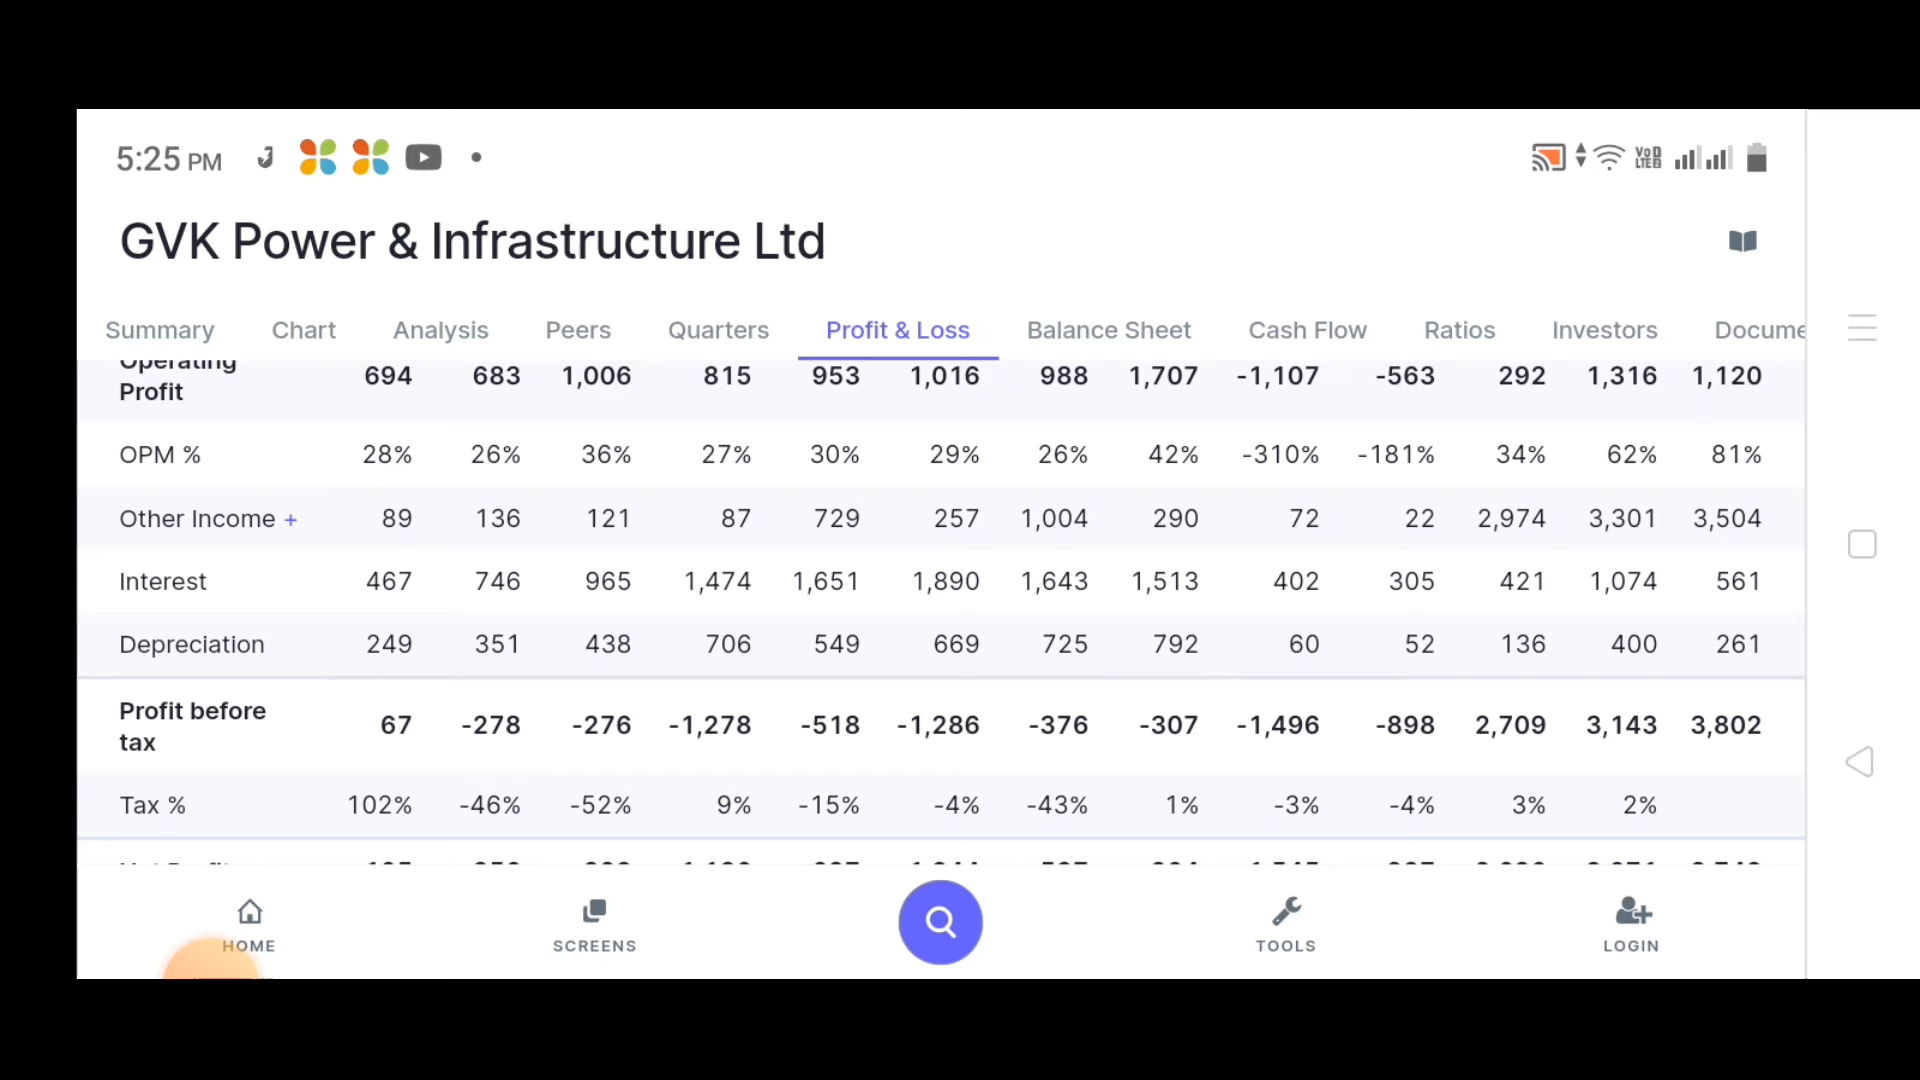 5:25 PM
VoD LTE2
GVK Power & Infrastructure Ltd
Summary Chart Analysis Peers Quarters Profit & Loss Balance Sheet Cash Flow Ratios Investors Docume
Operating
Profit 694 683 1,006 815 953 1,016 988 1,707 -1,107 -563 292 1,316 1,120
OPM % 28% 26% 36% 27% 30% 29% 26% 42% -310% -181% 34% 62% 81%
Other Income + 89 136 121 87 729 257 1,004 290 72 22 2,974 3,301 3,504
Interest 467 746 965 1,474 1,651 1,890 1,643 1,513 402 305 421 1,074 561
Depreciation 249 351 438 706 549 669 725 792 60 52 136 400 261
Profit before
tax 67 -278 -276 -1,278 -518 -1,286 -376 -307 -1,496 -898 2,709 3,143 3,802
Tax % 102% -46% -52% 9% -15% -4% -43% 1% -3% -4% 3% 2%
HOME SCREENS TOOLS LOGIN